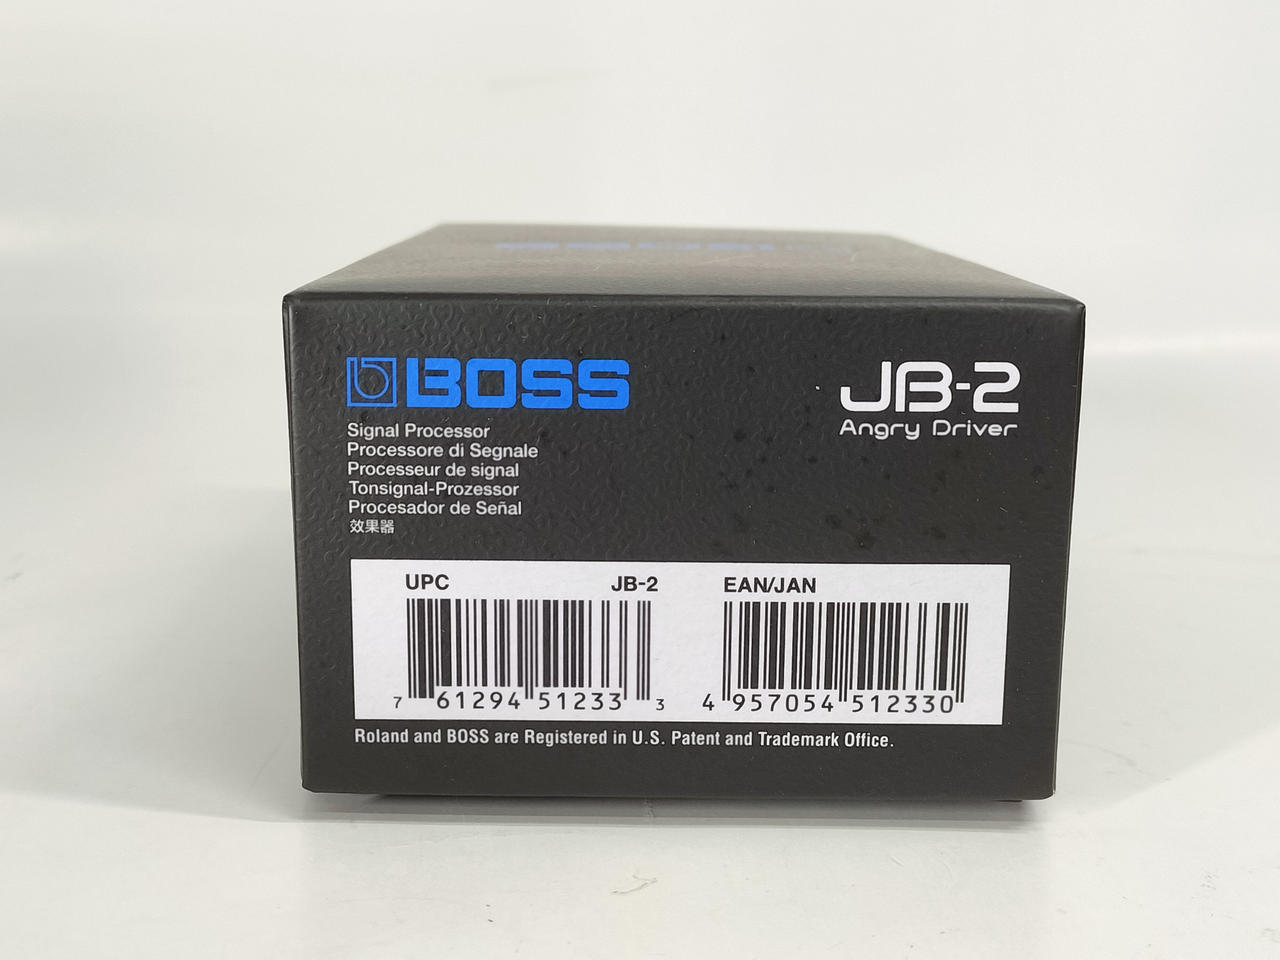 BOSS
JB-2
Angry Driver
Signal Processor
Processore di Segnale
Processeur de signal
Tonsignal-Prozessor
Procesador de Señal
效果器
UPC JB-2 EAN/JAN
7 61294 51233 3 4 957054 512330
Roland and BOSS are Registered in U.S. Patent and Trademark Office.